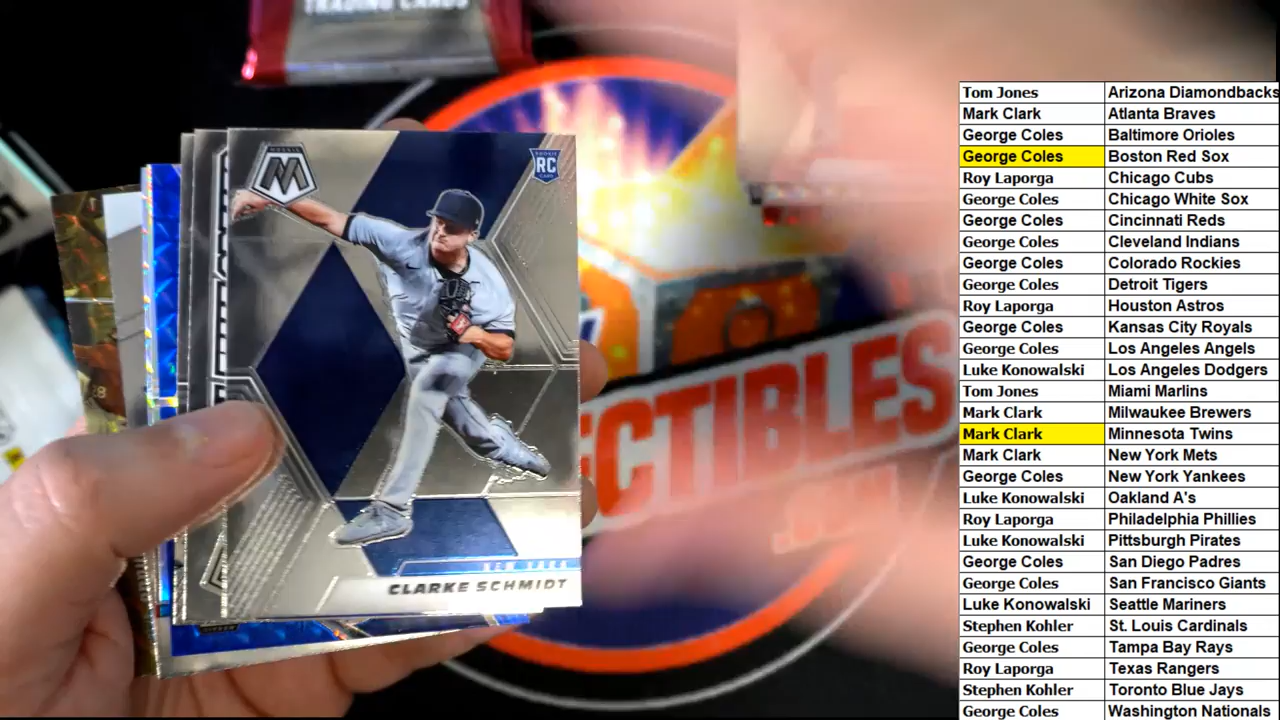 TRADING CARDS
MOSAIC
M
ROOKIE
RC
CARD
NEW YORK
CLARKE SCHMIDT
ECTIBLES
.COM
Tom Jones Arizona Diamondbacks
Mark Clark Atlanta Braves
George Coles Baltimore Orioles
George Coles Boston Red Sox
Roy Laporga Chicago Cubs
George Coles Chicago White Sox
George Coles Cincinnati Reds
George Coles Cleveland Indians
George Coles Colorado Rockies
George Coles Detroit Tigers
Roy Laporga Houston Astros
George Coles Kansas City Royals
George Coles Los Angeles Angels
Luke Konowalski Los Angeles Dodgers
Tom Jones Miami Marlins
Mark Clark Milwaukee Brewers
Mark Clark Minnesota Twins
Mark Clark New York Mets
George Coles New York Yankees
Luke Konowalski Oakland A's
Roy Laporga Philadelphia Phillies
Luke Konowalski Pittsburgh Pirates
George Coles San Diego Padres
George Coles San Francisco Giants
Luke Konowalski Seattle Mariners
Stephen Kohler St. Louis Cardinals
George Coles Tampa Bay Rays
Roy Laporga Texas Rangers
Stephen Kohler Toronto Blue Jays
George Coles Washington Nationals